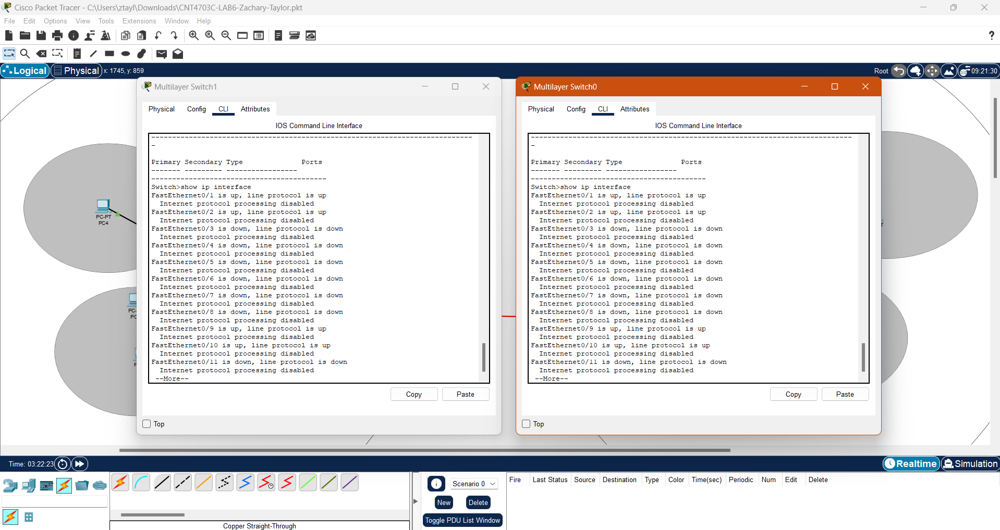 Cisco Packet Tracer - C:\Users\ztayl\Downloads\CNT4703C-LAB6-Zachary-Taylor.pkt
File Edit Options View Tools Extensions Window Help
?
Logical Physical x: 1745, y: 859
Root 09:21:30
PC-PT
PC4
Multilayer Switch1
Physical Config CLI Attributes
IOS Command Line Interface
--------------------------------------------------------------------------------
Primary Secondary Type Ports
------- --------- -----------------
------------------------------------------
Switch>show ip interface
FastEthernet0/1 is up, line protocol is up
Internet protocol processing disabled
FastEthernet0/2 is up, line protocol is up
Internet protocol processing disabled
FastEthernet0/3 is down, line protocol is down
Internet protocol processing disabled
FastEthernet0/4 is down, line protocol is down
Internet protocol processing disabled
FastEthernet0/5 is down, line protocol is down
Internet protocol processing disabled
FastEthernet0/6 is down, line protocol is down
Internet protocol processing disabled
FastEthernet0/7 is down, line protocol is down
Internet protocol processing disabled
FastEthernet0/8 is down, line protocol is down
Internet protocol processing disabled
FastEthernet0/9 is up, line protocol is up
Internet protocol processing disabled
FastEthernet0/10 is up, line protocol is up
Internet protocol processing disabled
FastEthernet0/11 is down, line protocol is down
Internet protocol processing disabled
--More--
Copy Paste
Top
Multilayer Switch0
Physical Config CLI Attributes
IOS Command Line Interface
--------------------------------------------------------------------------------
Primary Secondary Type Ports
------- --------- -----------------
------------------------------------------
Switch>show ip interface
FastEthernet0/1 is up, line protocol is up
Internet protocol processing disabled
FastEthernet0/2 is up, line protocol is up
Internet protocol processing disabled
FastEthernet0/3 is down, line protocol is down
Internet protocol processing disabled
FastEthernet0/4 is down, line protocol is down
Internet protocol processing disabled
FastEthernet0/5 is down, line protocol is down
Internet protocol processing disabled
FastEthernet0/6 is down, line protocol is down
Internet protocol processing disabled
FastEthernet0/7 is down, line protocol is down
Internet protocol processing disabled
FastEthernet0/8 is down, line protocol is down
Internet protocol processing disabled
FastEthernet0/9 is up, line protocol is up
Internet protocol processing disabled
FastEthernet0/10 is up, line protocol is up
Internet protocol processing disabled
FastEthernet0/11 is down, line protocol is down
Internet protocol processing disabled
--More--
Copy Paste
Top
Time: 03:22:23
Realtime Simulation
Scenario 0
New Delete
Toggle PDU List Window
Fire Last Status Source Destination Type Color Time(sec) Periodic Num Edit Delete
Copper Straight-Through